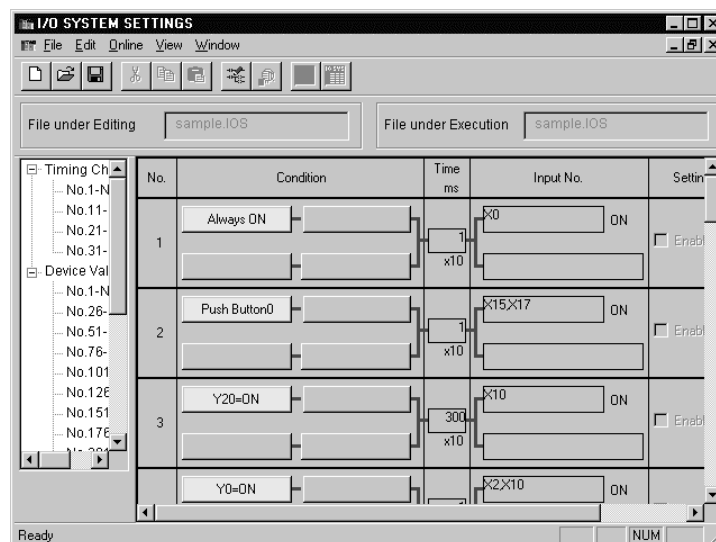 I/O SYSTEM SETTINGS
File Edit Online View Window
File under Editing sample.IOS File under Execution sample.IOS
Timing Ch
No.1-N
No.11-
No.21-
No.31-
Device Val
No.1-N
No.26-
No.51-
No.76-
No.101
No.126
No.151
No.176
No. Condition Time ms Input No. Settin
1 Always ON 1 x10 X0 ON Enabl
2 Push Button0 1 x10 X15,X17 ON Enabl
3 Y20=ON 300 x10 X10 ON Enabl
Y0=ON X2,X10 ON
Ready NUM